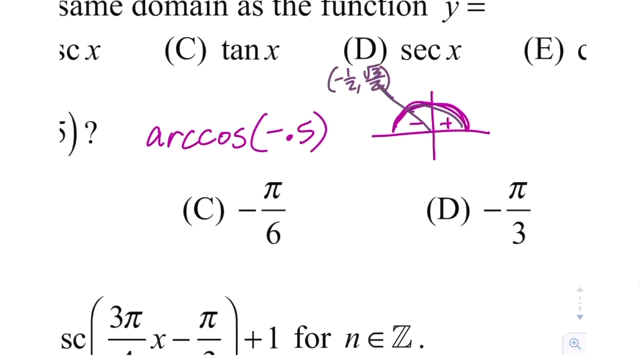 same domain as the function y =
sc x (C) tan x (D) sec x (E) c
(-1/2, √3/2)
5)? arccos(-.5) - +
(C) -π/6 (D) -π/3
sc(3π/4 x - π/2) + 1 for n ∈ ℤ.